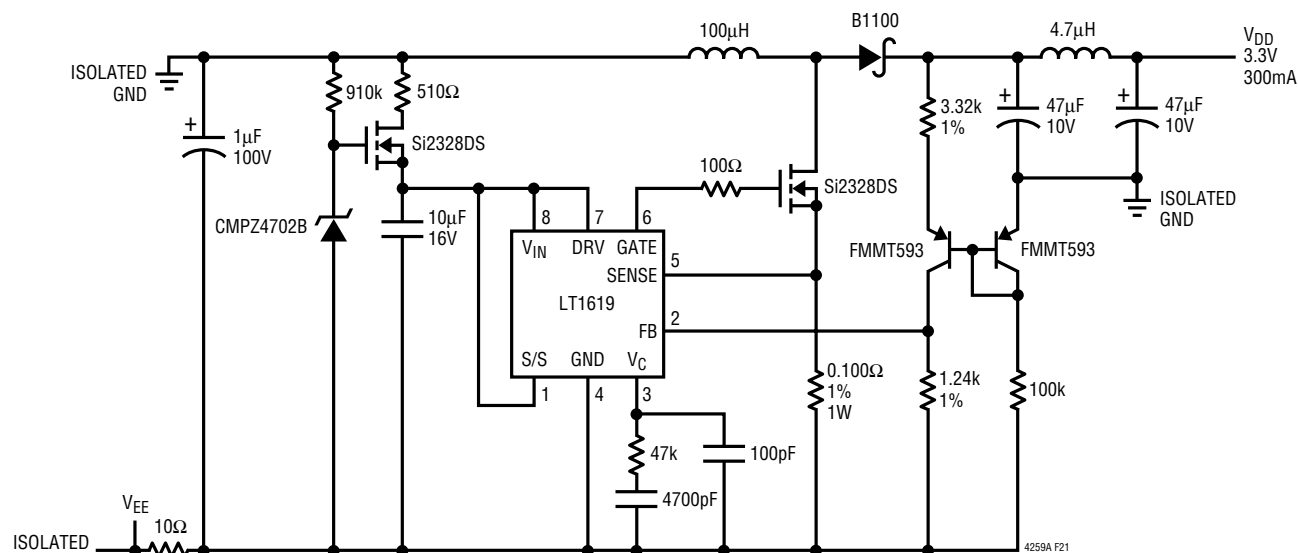 100µH
B1100
4.7µH
V_DD
3.3V
300mA
ISOLATED
GND
910k
510Ω
3.32k
1%
+
47µF
10V
+
47µF
10V
+
1µF
100V
Si2328DS
100Ω
Si2328DS
ISOLATED
GND
CMPZ4702B
10µF
16V
8
7
6
V_IN
DRV
GATE
5
SENSE
FMMT593
FMMT593
LT1619
2
FB
S/S
GND
V_C
1
4
3
0.100Ω
1%
1W
1.24k
1%
100k
47k
100pF
4700pF
V_EE
10Ω
ISOLATED
4259A F21